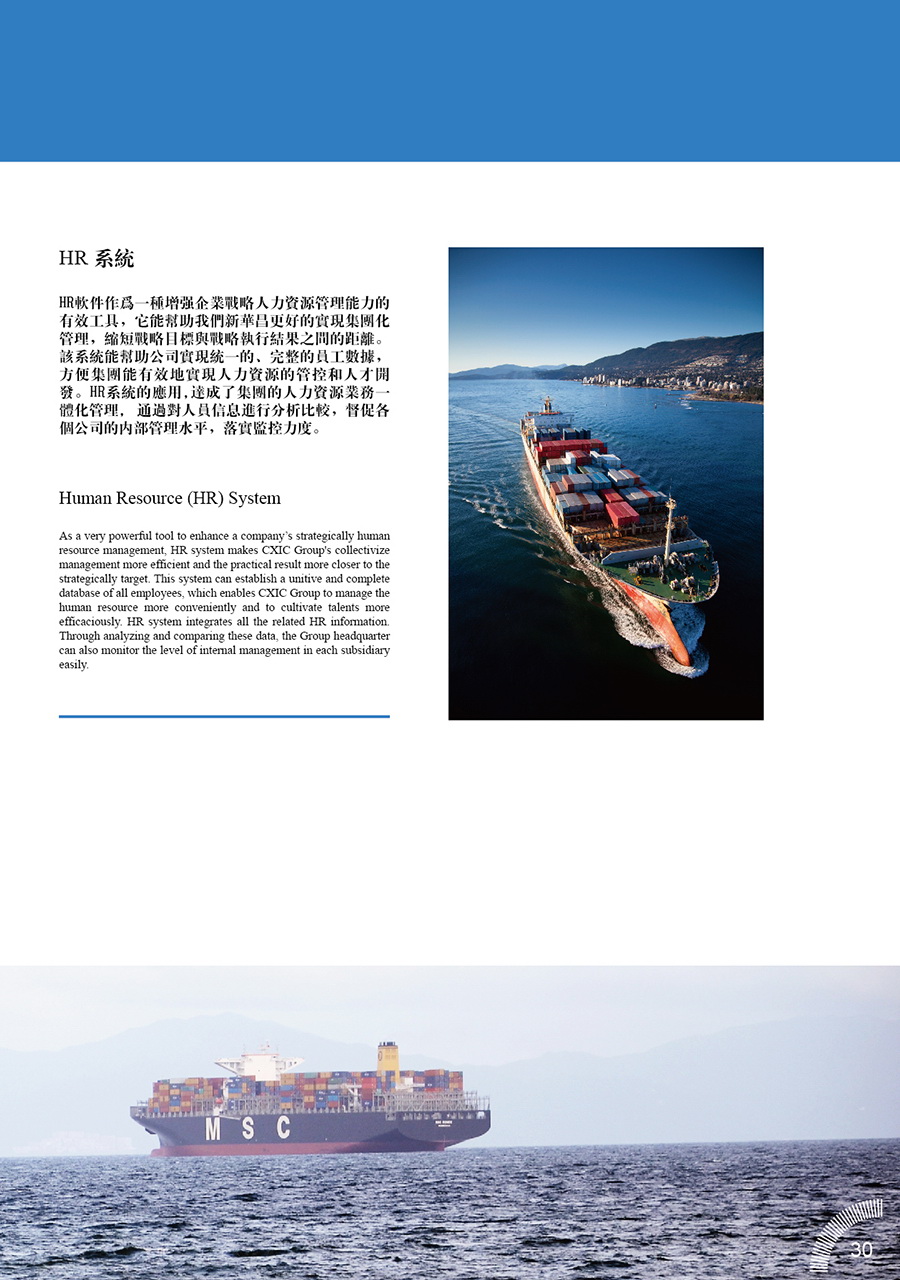 HR 系統
HR軟件作爲一種增强企業戰略人力資源管理能力的
有效工具，它能幫助我們新華昌更好的實現集團化
管理，縮短戰略目標與戰略執行結果之間的距離。
該系統能幫助公司實現統一的、完整的員工數據，
方便集團能有效地實現人力資源的管控和人才開
發。HR系統的應用,達成了集團的人力資源業務一
體化管理， 通過對人員信息進行分析比較，督促各
個公司的内部管理水平，落實監控力度。
Human Resource (HR) System
As a very powerful tool to enhance a company's strategically human
resource management, HR system makes CXIC Group's collectivize
management more efficient and the practical result more closer to the
strategically target. This system can establish a unitive and complete
database of all employees, which enables CXIC Group to manage the
human resource more conveniently and to cultivate talents more
efficaciously. HR system integrates all the related HR information.
Through analyzing and comparing these data, the Group headquarter
can also monitor the level of internal management in each subsidiary
easily.
MSC
30